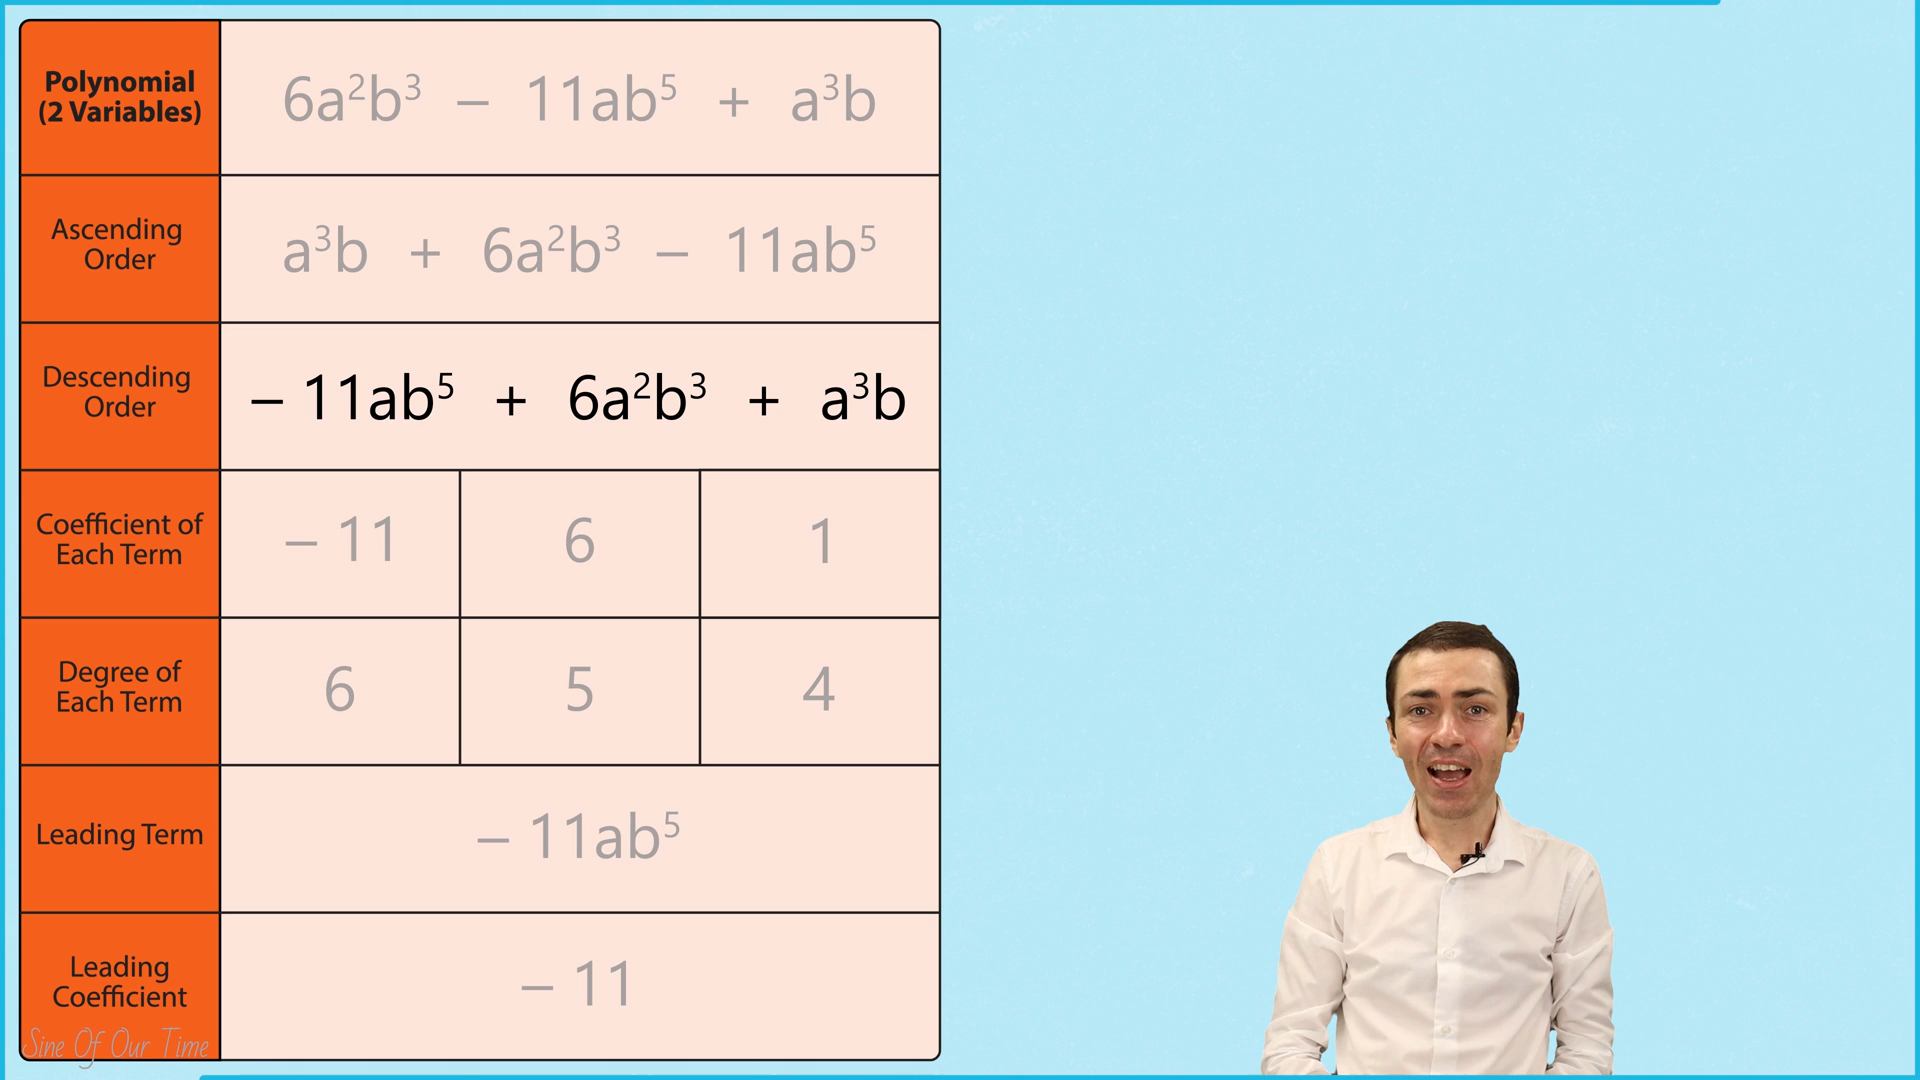 Polynomial
(2 Variables)
6a²b³ – 11ab⁵ + a³b
Ascending
Order
a³b + 6a²b³ – 11ab⁵
Descending
Order
– 11ab⁵ + 6a²b³ + a³b
Coefficient of
Each Term
– 11
6
1
Degree of
Each Term
6
5
4
Leading Term
– 11ab⁵
Leading
Coefficient
– 11
Sine Of Our Time